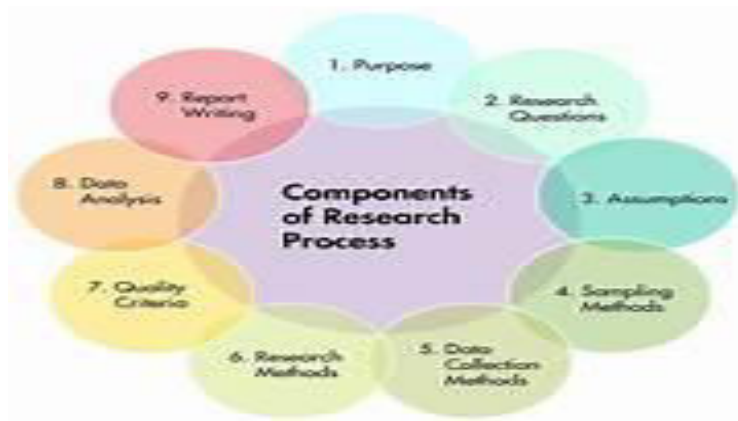 Components
of Research
Process
1. Purpose
2. Research
Questions
3. Assumptions
4. Sampling
Methods
5. Data
Collection
Methods
6. Research
Methods
7. Quality
Criteria
8. Data
Analysis
9. Report
Writing